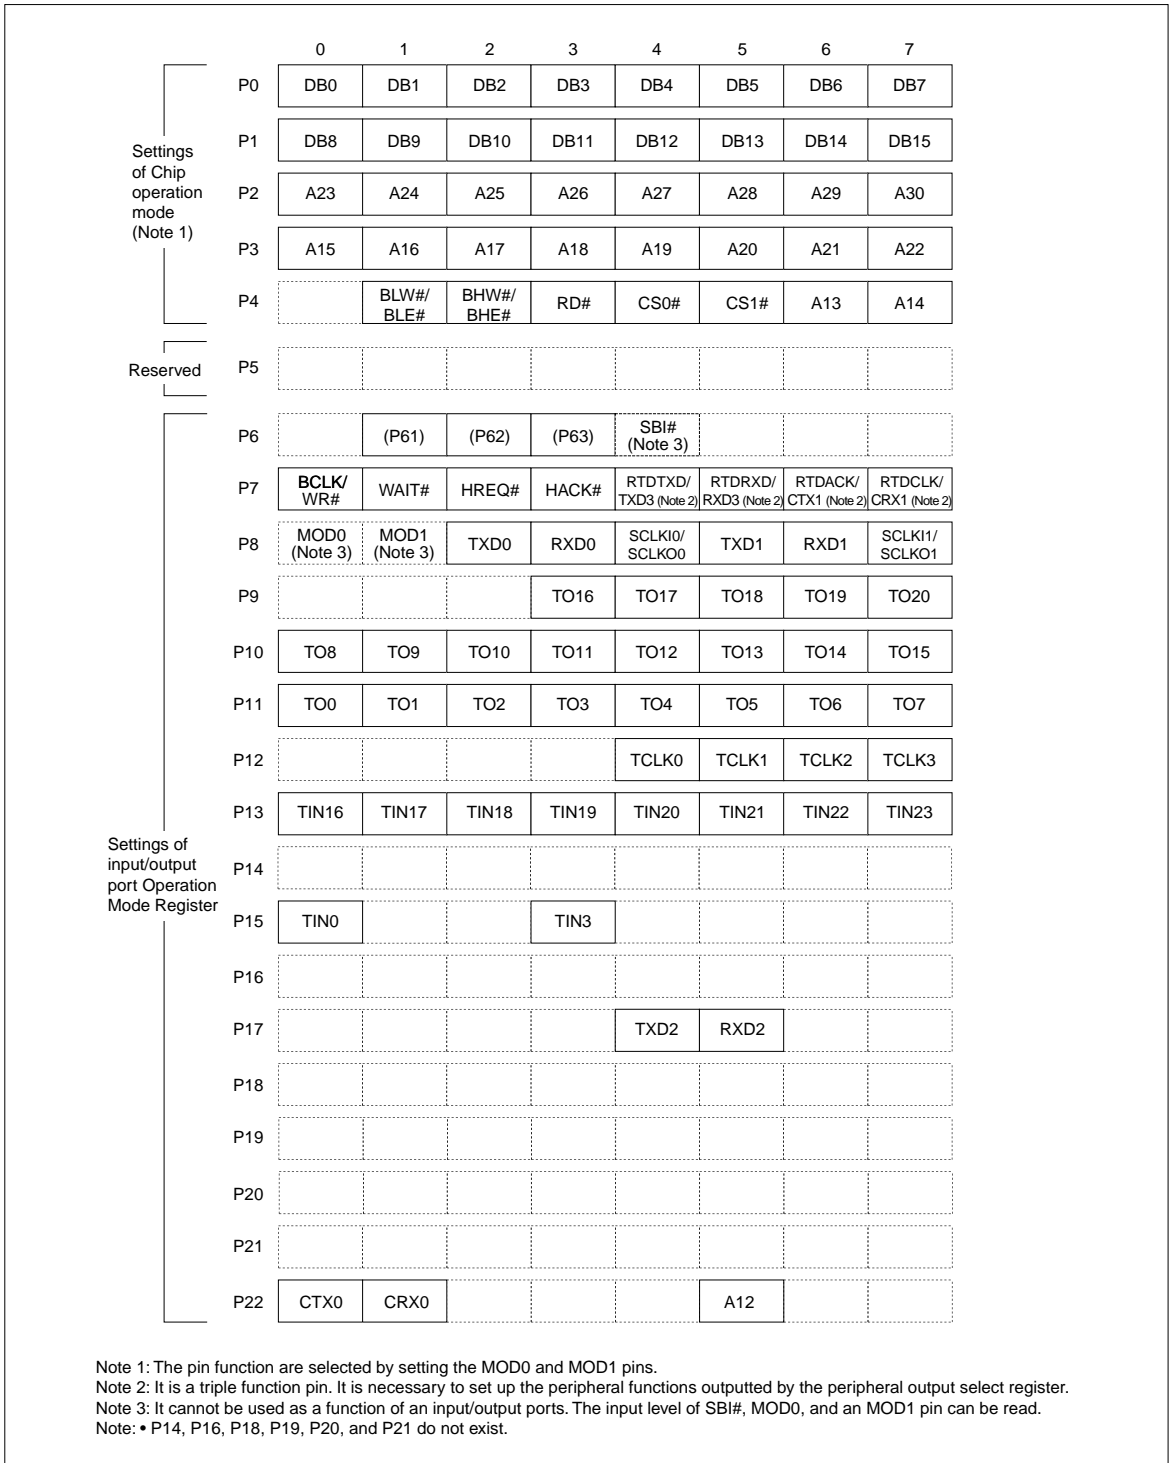 0 1 2 3 4 5 6 7
P0 DB0 DB1 DB2 DB3 DB4 DB5 DB6 DB7
P1 DB8 DB9 DB10 DB11 DB12 DB13 DB14 DB15
Settings
of Chip
operation
mode
(Note 1)
P2 A23 A24 A25 A26 A27 A28 A29 A30
P3 A15 A16 A17 A18 A19 A20 A21 A22
P4 BLW#/ BLE# BHW#/ BHE# RD# CS0# CS1# A13 A14
Reserved P5
P6 (P61) (P62) (P63) SBI# (Note 3)
P7 BCLK/ WR# WAIT# HREQ# HACK# RTDTXD/ TXD3 (Note 2) RTDRXD/ RXD3 (Note 2) RTDACK/ CTX1 (Note 2) RTDCLK/ CRX1 (Note 2)
P8 MOD0 (Note 3) MOD1 (Note 3) TXD0 RXD0 SCLKI0/ SCLKO0 TXD1 RXD1 SCLKI1/ SCLKO1
P9 TO16 TO17 TO18 TO19 TO20
P10 TO8 TO9 TO10 TO11 TO12 TO13 TO14 TO15
P11 TO0 TO1 TO2 TO3 TO4 TO5 TO6 TO7
P12 TCLK0 TCLK1 TCLK2 TCLK3
P13 TIN16 TIN17 TIN18 TIN19 TIN20 TIN21 TIN22 TIN23
Settings of
input/output
port Operation
Mode Register
P14
P15 TIN0 TIN3
P16
P17 TXD2 RXD2
P18
P19
P20
P21
P22 CTX0 CRX0 A12
Note 1: The pin function are selected by setting the MOD0 and MOD1 pins.
Note 2: It is a triple function pin. It is necessary to set up the peripheral functions outputted by the peripheral output select register.
Note 3: It cannot be used as a function of an input/output ports. The input level of SBI#, MOD0, and an MOD1 pin can be read.
Note: • P14, P16, P18, P19, P20, and P21 do not exist.